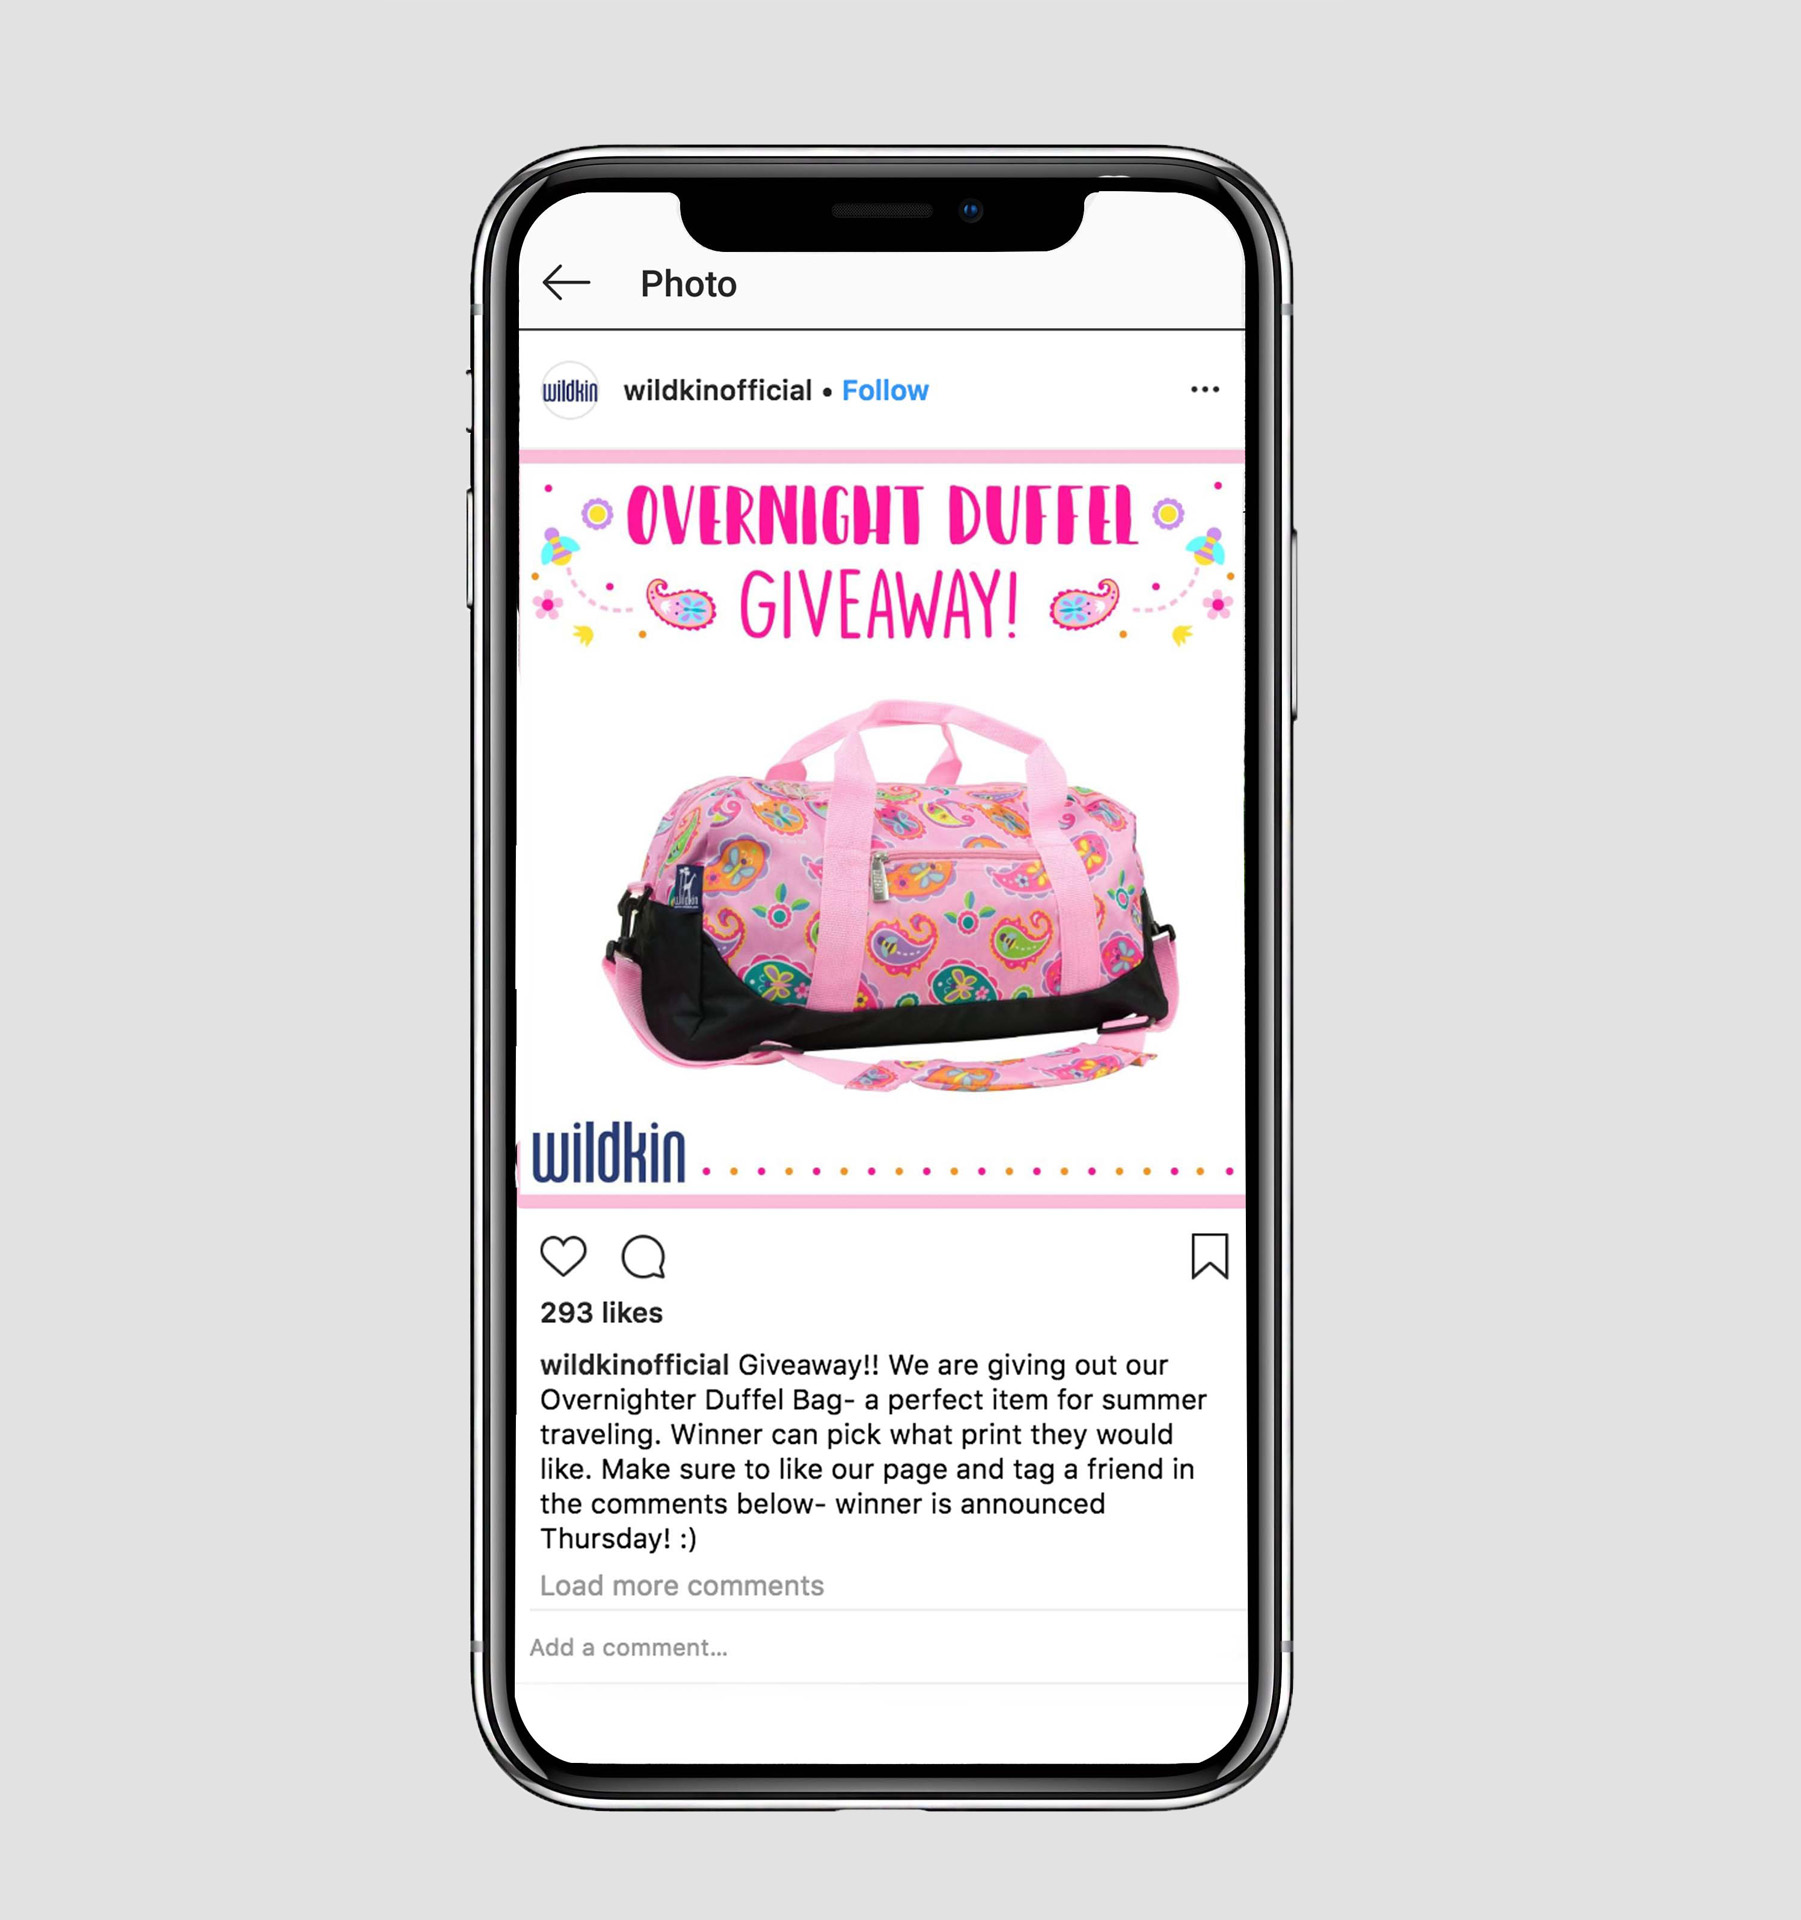 Photo
wildkin
wildkinofficial • Follow
OVERNIGHT DUFFEL
GIVEAWAY!
wildkin
wildkin
293 likes
wildkinofficial Giveaway!! We are giving out our
Overnighter Duffel Bag- a perfect item for summer
traveling. Winner can pick what print they would
like. Make sure to like our page and tag a friend in
the comments below- winner is announced
Thursday! :)
Load more comments
Add a comment...